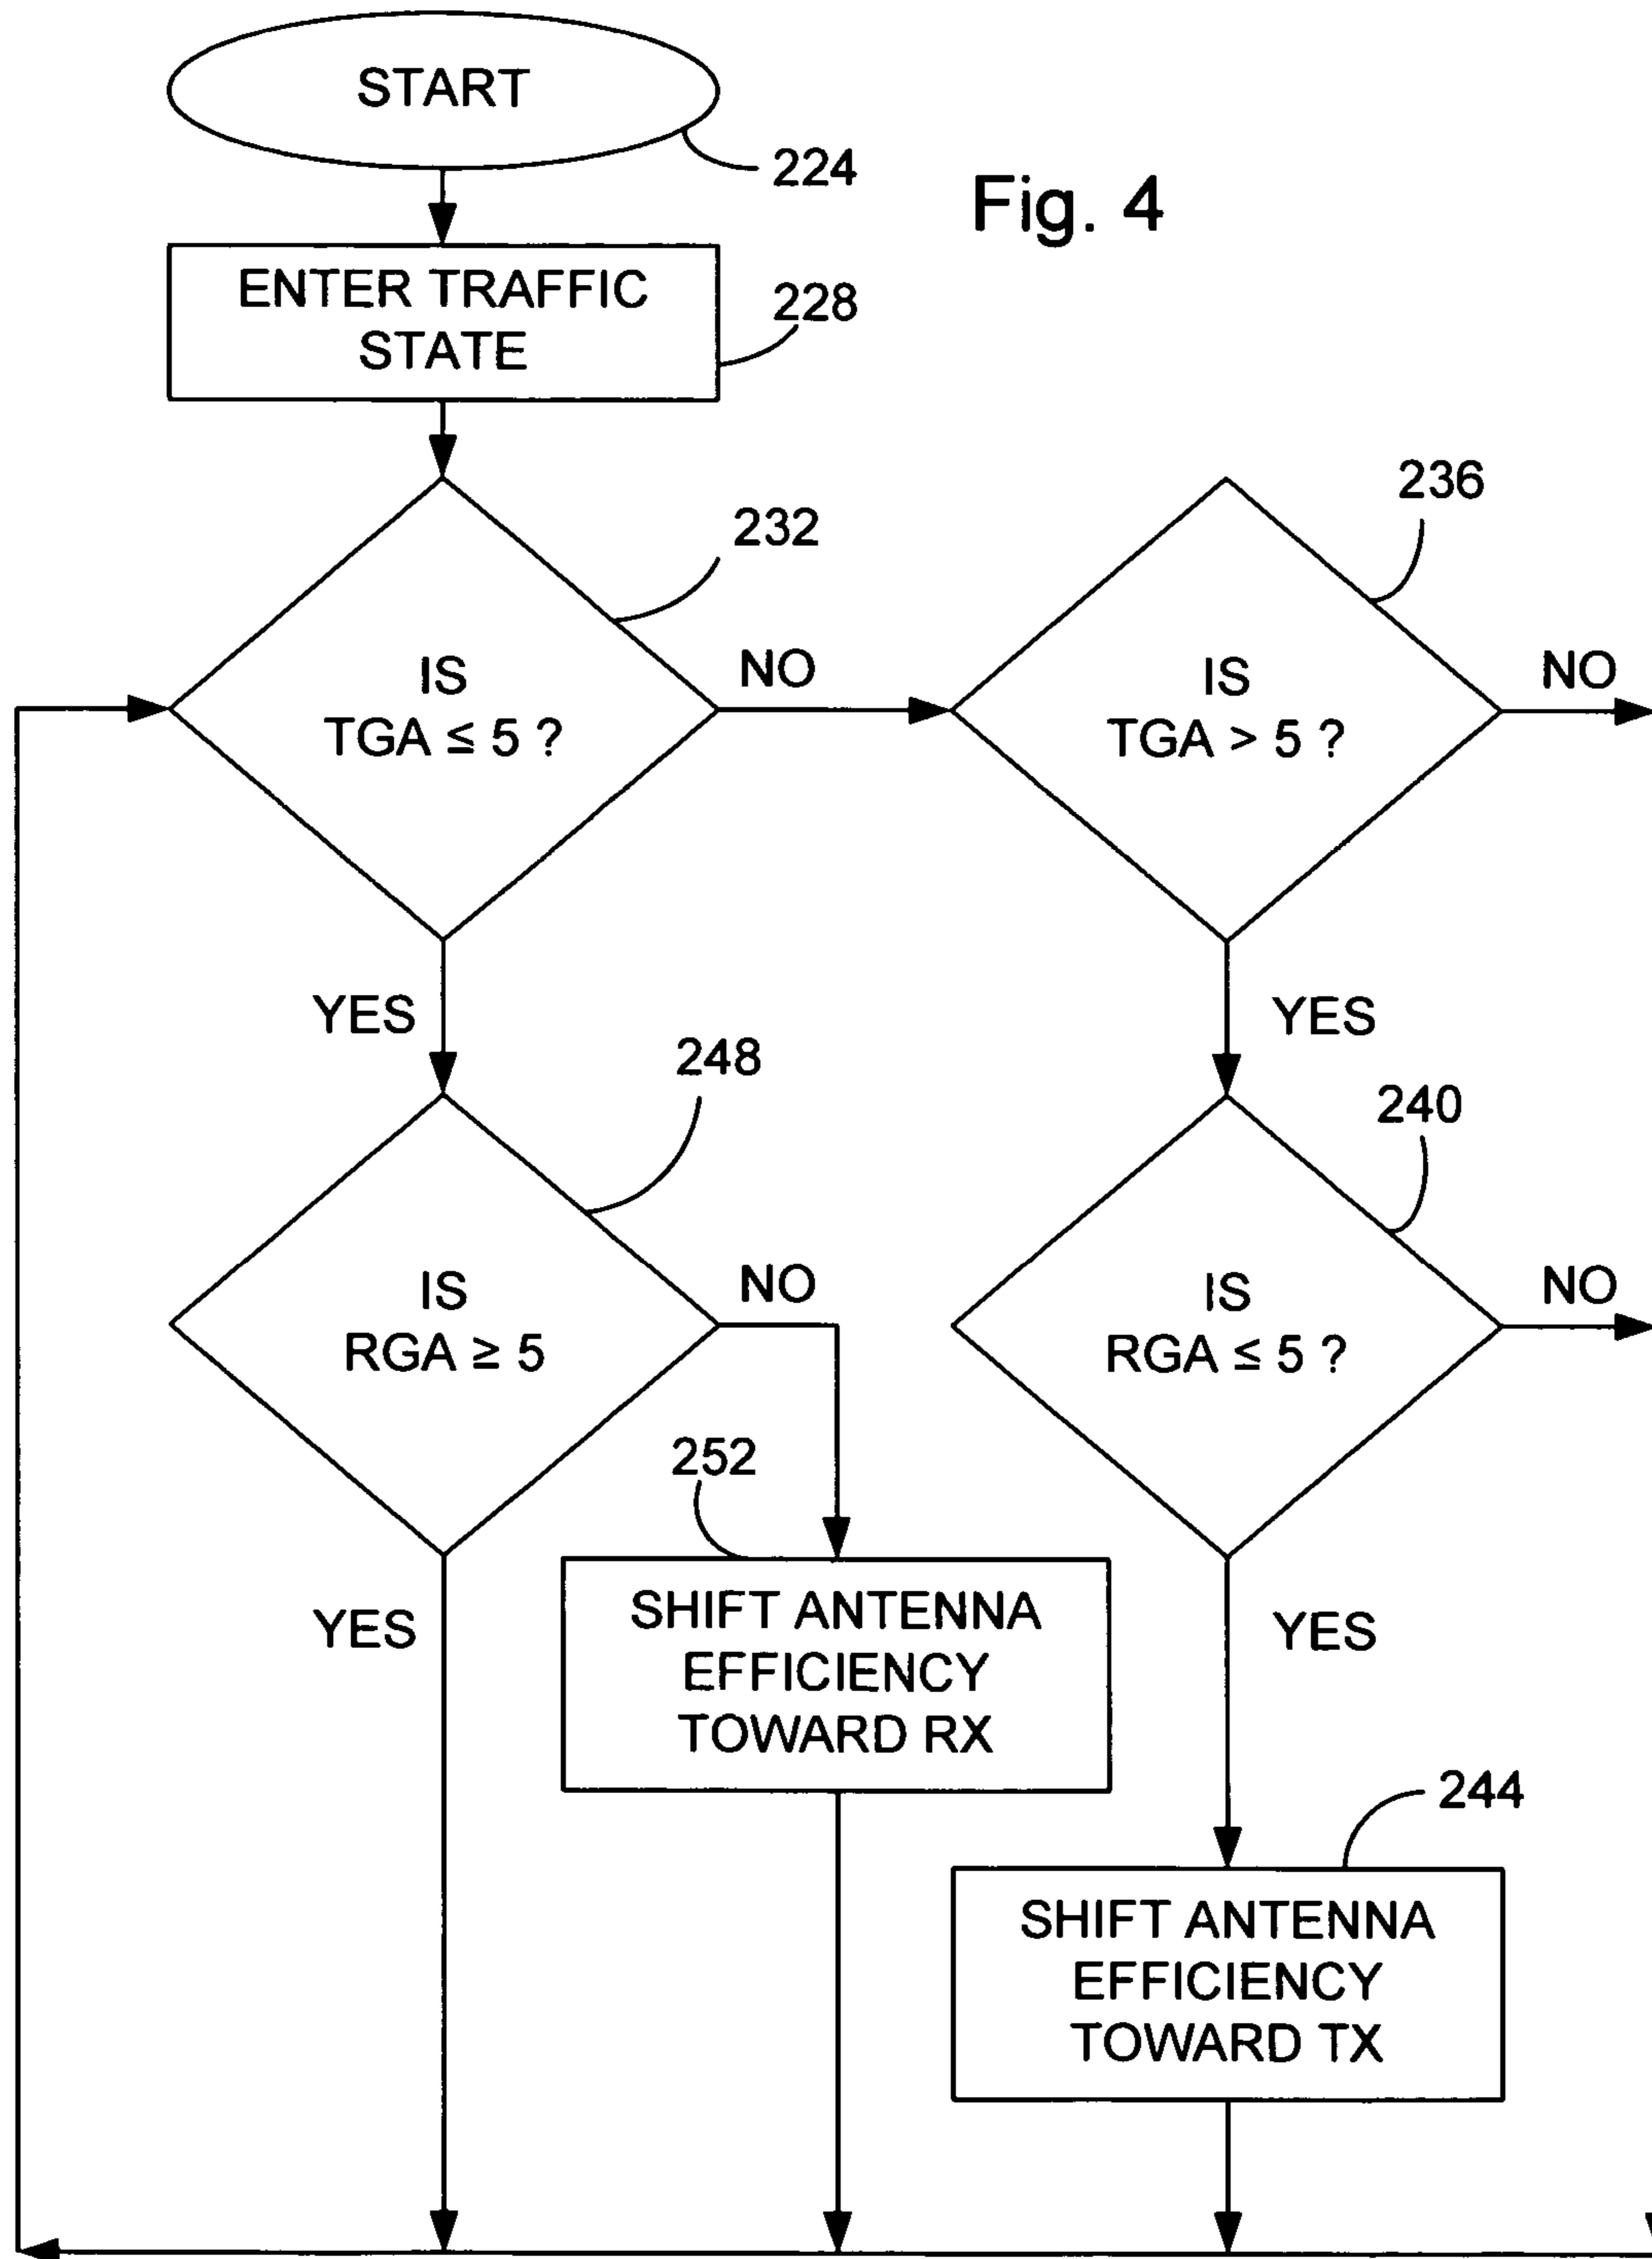 START
224
Fig. 4
ENTER TRAFFIC
STATE
228
232
236
IS
TGA ≤ 5 ?
NO
IS
TGA > 5 ?
NO
YES
YES
248
240
IS
RGA ≥ 5
NO
IS
RGA ≤ 5 ?
NO
252
YES
SHIFT ANTENNA
EFFICIENCY
TOWARD RX
YES
244
SHIFT ANTENNA
EFFICIENCY
TOWARD TX